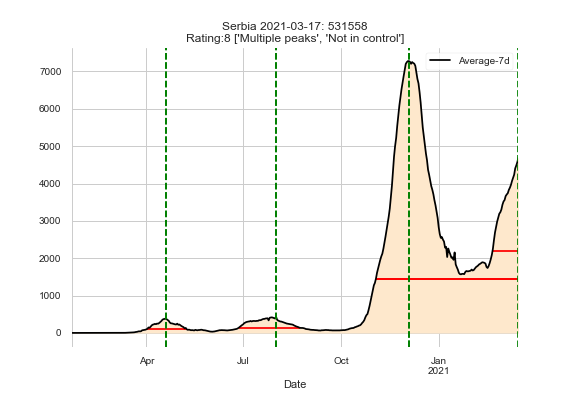 Serbia 2021-03-17: 531558
Rating:8 ['Multiple peaks', 'Not in control']
Average-7d
7000
6000
5000
4000
3000
2000
1000
0
Apr
Jul
Oct
Jan
2021
Date